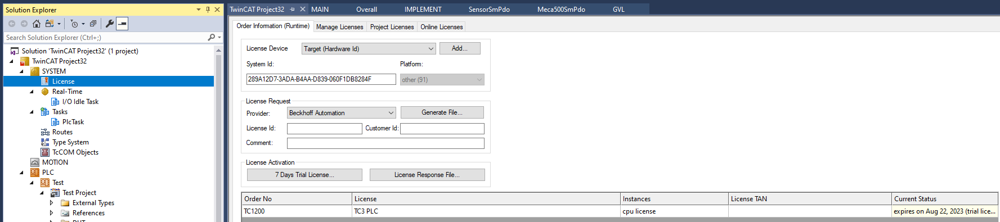 Solution Explorer
Search Solution Explorer (Ctrl+;)
Solution 'TwinCAT Project32' (1 project)
TwinCAT Project32
SYSTEM
License
Real-Time
I/O Idle Task
Tasks
PlcTask
Routes
Type System
TcCOM Objects
MOTION
PLC
Test
Test Project
External Types
References
TwinCAT Project32 MAIN Overall IMPLEMENT SensorSmPdo Meca500SmPdo GVL
Order Information (Runtime) Manage Licenses Project Licenses Online Licenses
License Device Target (Hardware Id) Add...
System Id: Platform:
289A12D7-3ADA-B4AA-D839-060F1DB8284F other (91)
License Request
Provider: Beckhoff Automation Generate File...
License Id: Customer Id:
Comment:
License Activation
7 Days Trial License... License Response File...
Order No License Instances License TAN Current Status
TC1200 TC3 PLC cpu license expires on Aug 22, 2023 (trial lice...